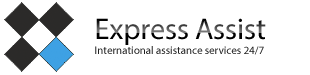 Express Assist
International assistance services 24/7